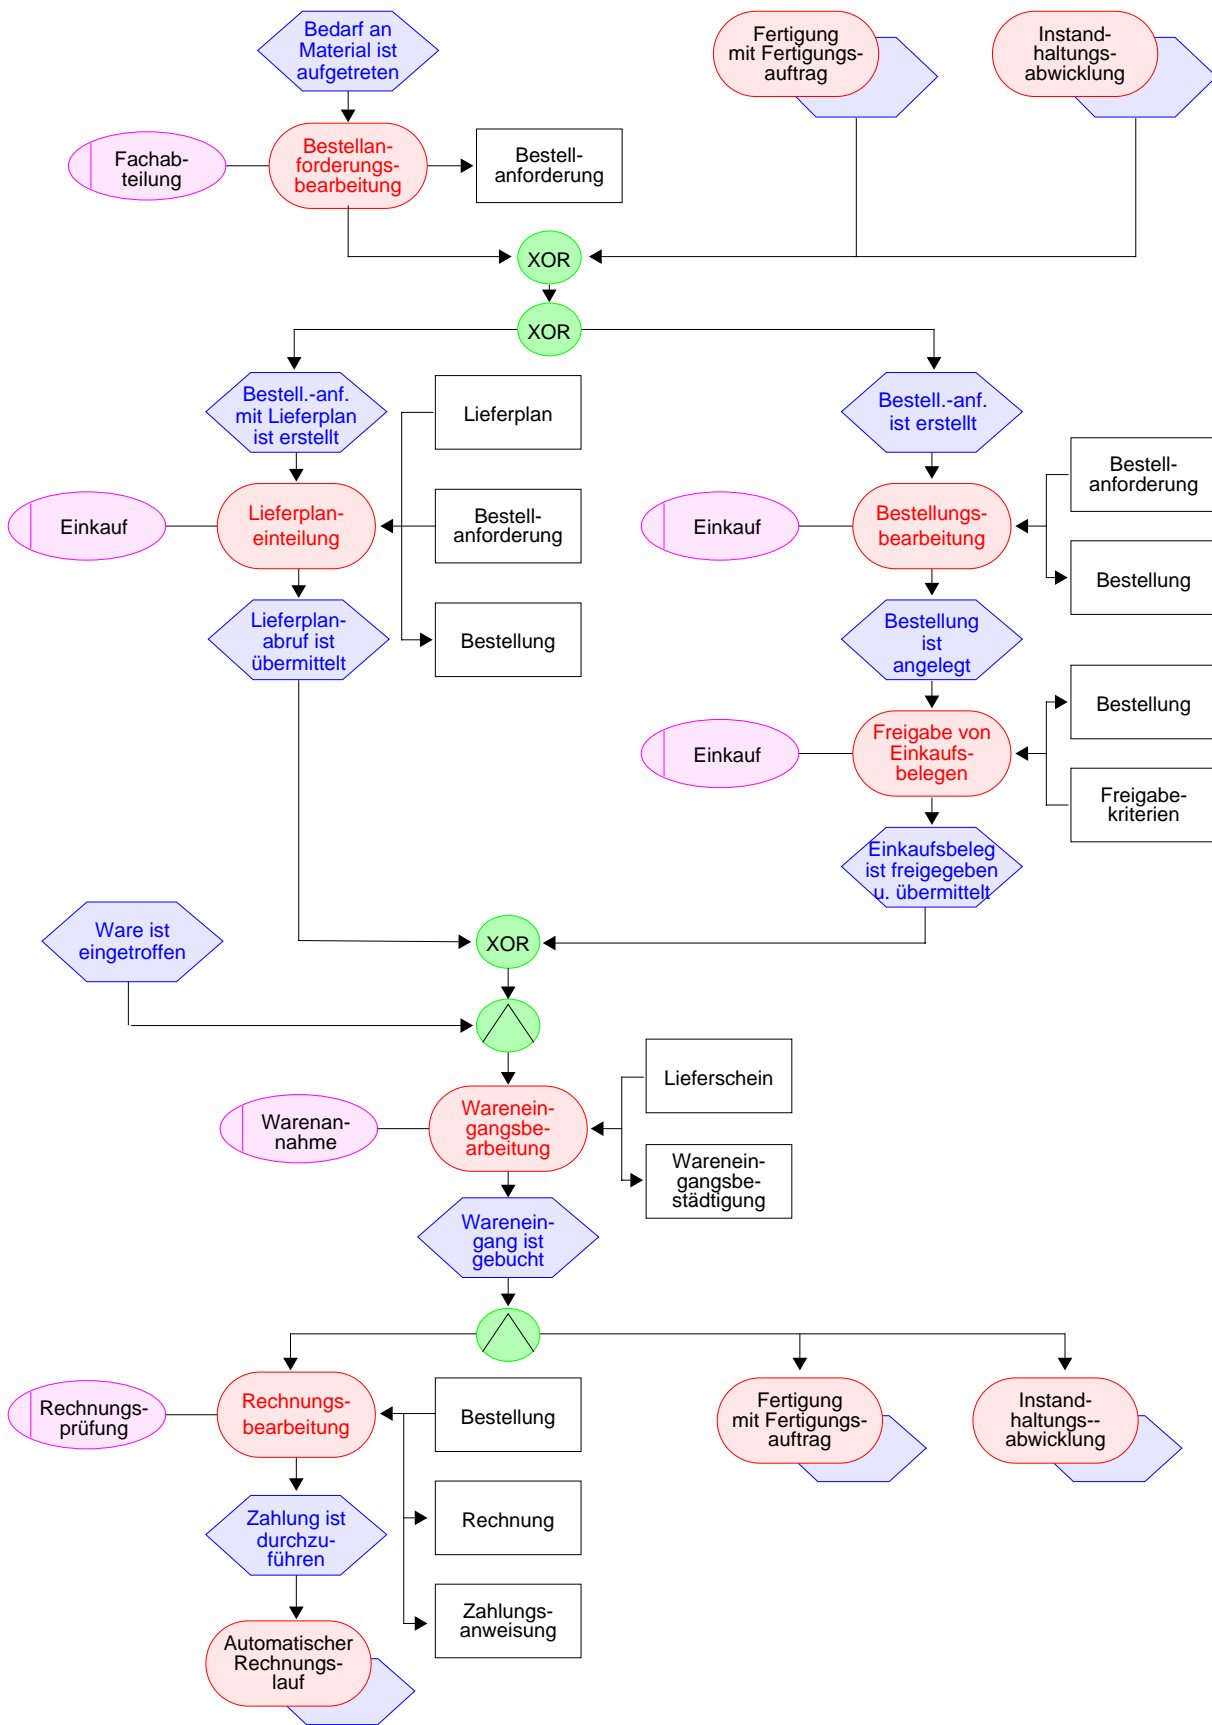 Bedarf an
Material ist
aufgetreten
Fertigung
mit Fertigungs-
auftrag
Instand-
haltungs-
abwicklung
Fachab-
teilung
Bestellan-
forderungs-
bearbeitung
Bestell-
anforderung
XOR
XOR
Bestell.-anf.
mit Lieferplan
ist erstellt
Lieferplan
Bestell.-anf.
ist erstellt
Einkauf
Lieferplan-
einteilung
Bestell-
anforderung
Einkauf
Bestellungs-
bearbeitung
Bestell-
anforderung
Bestellung
Lieferplan-
abruf ist
übermittelt
Bestellung
Bestellung
ist
angelegt
Einkauf
Freigabe von
Einkaufs-
belegen
Bestellung
Freigabe-
kriterien
Einkaufsbeleg
ist freigegeben
u. übermittelt
Ware ist
eingetroffen
XOR
Warenan-
nahme
Warenein-
gangsbe-
arbeitung
Lieferschein
Warenein-
gangsbe-
städtigung
Warenein-
gang ist
gebucht
Rechnungs-
prüfung
Rechnungs-
bearbeitung
Bestellung
Fertigung
mit Fertigungs-
auftrag
Instand-
haltungs--
abwicklung
Zahlung ist
durchzu-
führen
Rechnung
Zahlungs-
anweisung
Automatischer
Rechnungs-
lauf